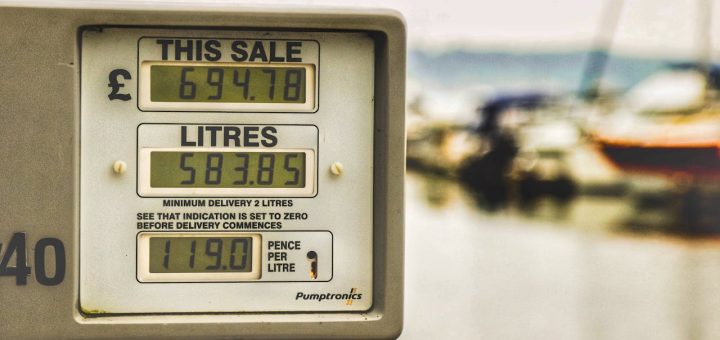 THIS SALE
£ 694.78
LITRES
583.85
MINIMUM DELIVERY 2 LITRES
SEE THAT INDICATION IS SET TO ZERO
BEFORE DELIVERY COMMENCES
119.0
PENCE
PER
LITRE
40
Pumptronics